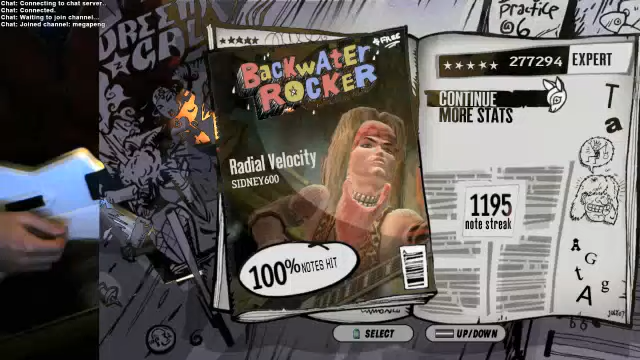 Chat: Connecting to chat server.
Chat: Connected.
Chat: Waiting to join channel...
Chat: Joined channel: megapeng
Practice
6
277294 EXPERT
+FREE
BACKWATER
ROCKER
CONTINUE
MORE STATS
Radial Velocity
SIDNEY600
1195
note streak
100% NOTES HIT
T
a
A
G
t
g
A
SELECT
UP/DOWN